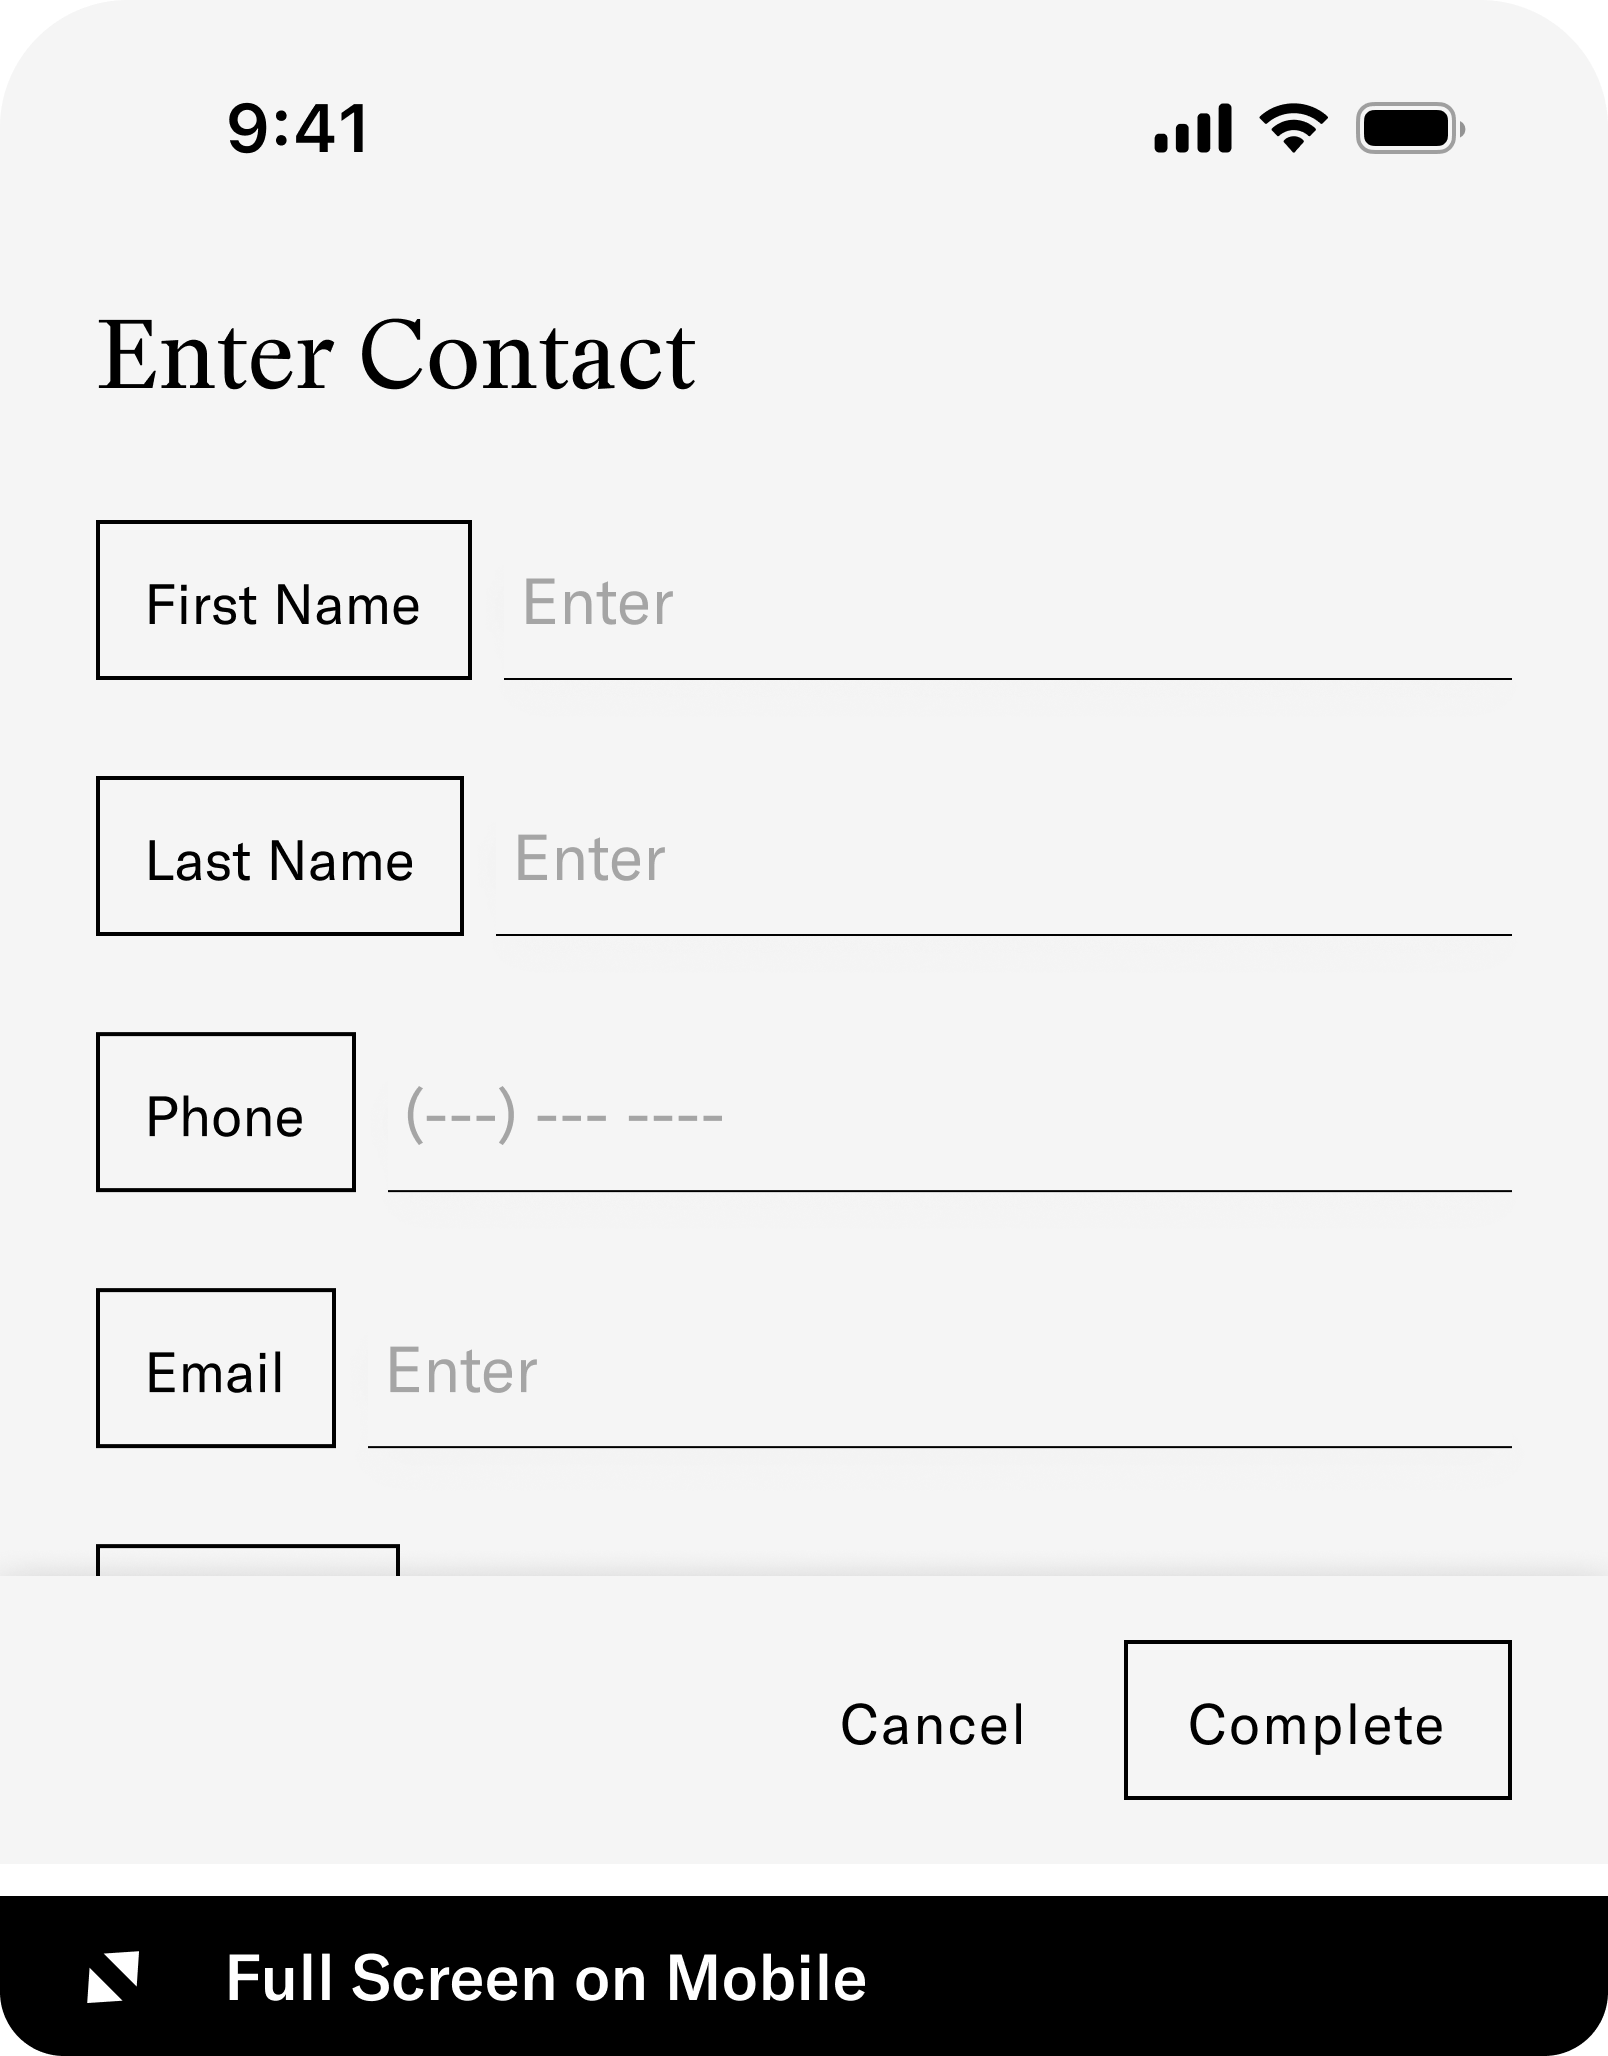 9:41
Enter Contact
First Name Enter
Last Name Enter
Phone (---) --- ----
Email Enter
Cancel Complete
Full Screen on Mobile